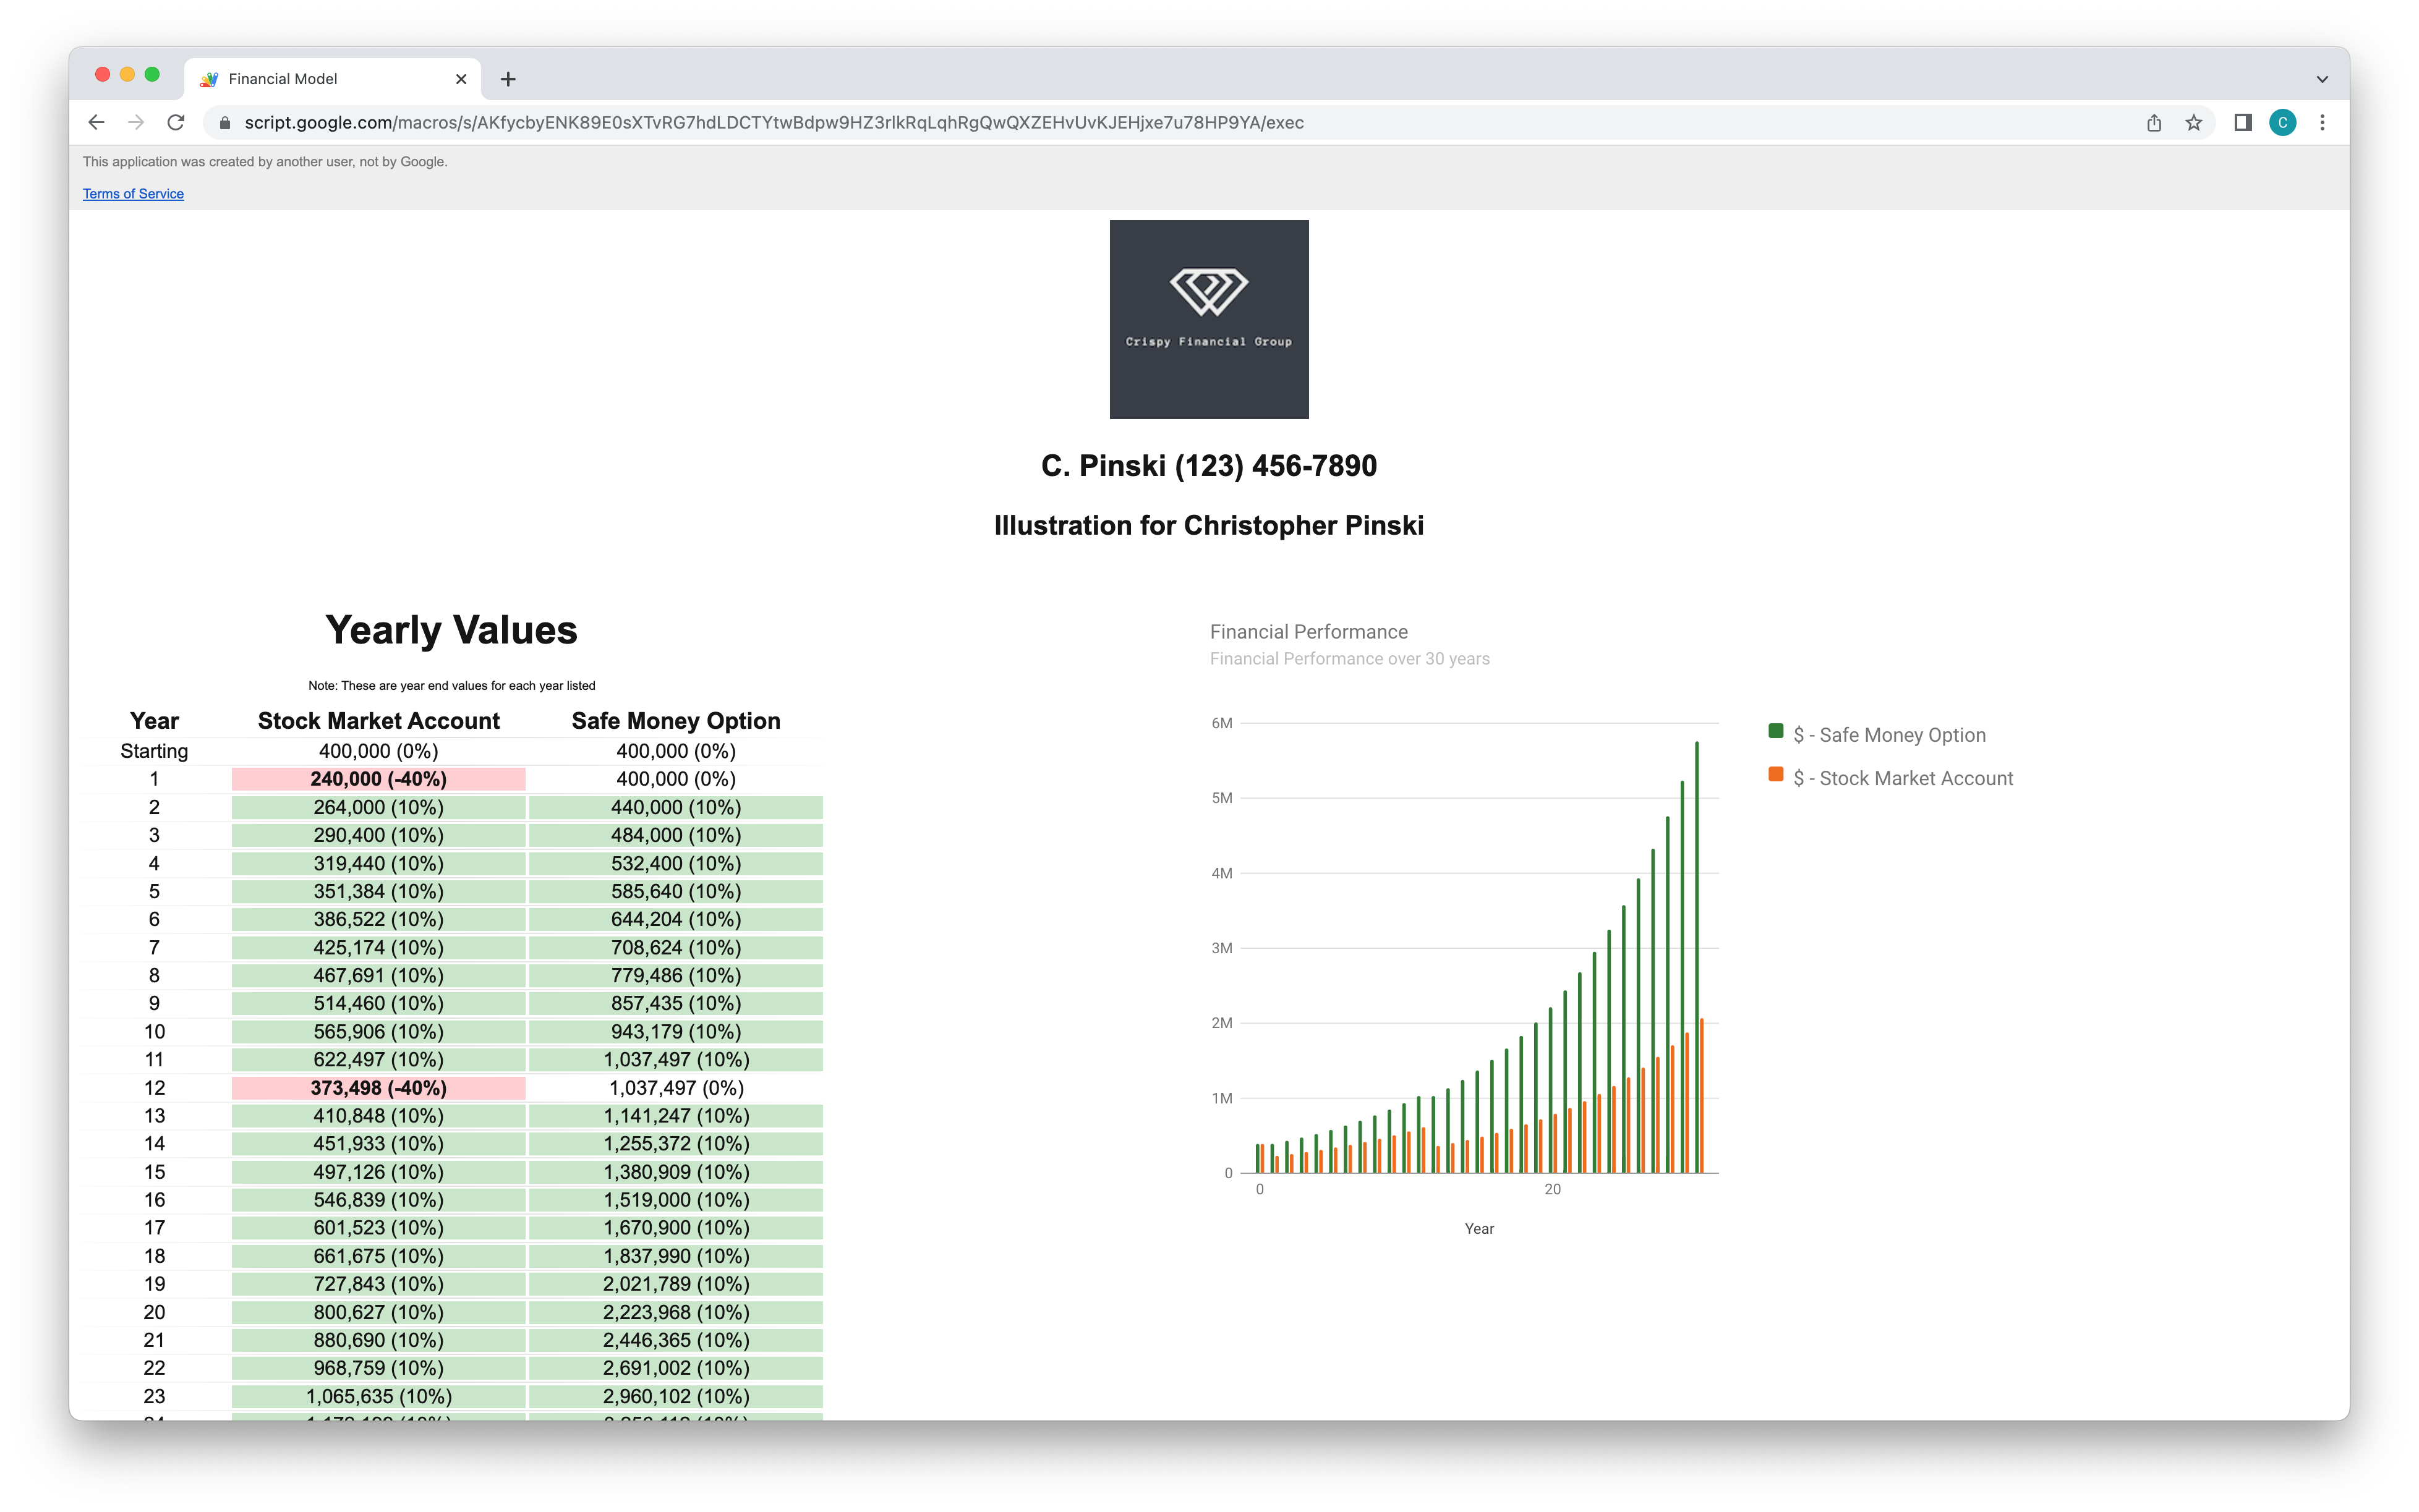 Financial Model
script.google.com/macros/s/AKfycbyENK89E0sXTvRG7hdLDCTYtwBdpw9HZ3rlkRqLqhRgQwQXZEHvUvKJEHjxe7u78HP9YA/exec
C
This application was created by another user, not by Google.
Terms of Service
Crispy Financial Group
C. Pinski (123) 456-7890
Illustration for Christopher Pinski
Yearly Values
Note: These are year end values for each year listed
Year Stock Market Account Safe Money Option
Starting 400,000 (0%) 400,000 (0%)
1 240,000 (-40%) 400,000 (0%)
2 264,000 (10%) 440,000 (10%)
3 290,400 (10%) 484,000 (10%)
4 319,440 (10%) 532,400 (10%)
5 351,384 (10%) 585,640 (10%)
6 386,522 (10%) 644,204 (10%)
7 425,174 (10%) 708,624 (10%)
8 467,691 (10%) 779,486 (10%)
9 514,460 (10%) 857,435 (10%)
10 565,906 (10%) 943,179 (10%)
11 622,497 (10%) 1,037,497 (10%)
12 373,498 (-40%) 1,037,497 (0%)
13 410,848 (10%) 1,141,247 (10%)
14 451,933 (10%) 1,255,372 (10%)
15 497,126 (10%) 1,380,909 (10%)
16 546,839 (10%) 1,519,000 (10%)
17 601,523 (10%) 1,670,900 (10%)
18 661,675 (10%) 1,837,990 (10%)
19 727,843 (10%) 2,021,789 (10%)
20 800,627 (10%) 2,223,968 (10%)
21 880,690 (10%) 2,446,365 (10%)
22 968,759 (10%) 2,691,002 (10%)
23 1,065,635 (10%) 2,960,102 (10%)
Financial Performance
Financial Performance over 30 years
6M
5M
4M
3M
2M
1M
0
0 20
Year
$ - Safe Money Option
$ - Stock Market Account